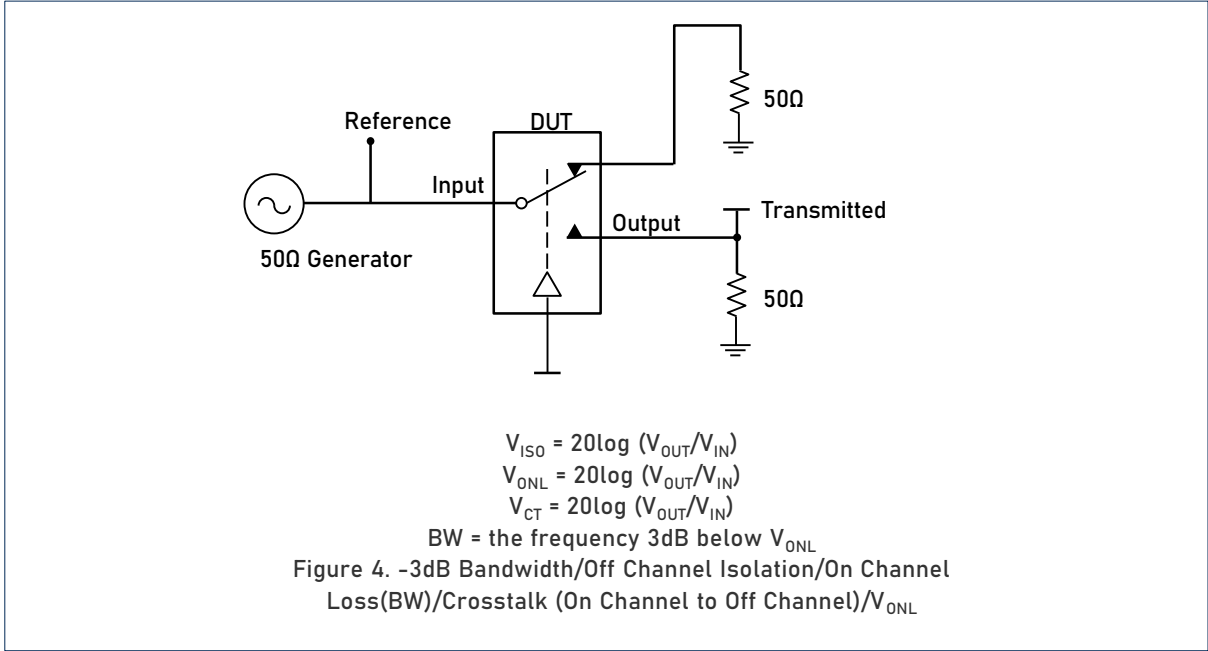 50Ω
Reference
DUT
Input
Output
Transmitted
50Ω Generator
50Ω
V_ISO = 20log (V_OUT/V_IN)
V_ONL = 20log (V_OUT/V_IN)
V_CT = 20log (V_OUT/V_IN)
BW = the frequency 3dB below V_ONL
Figure 4. -3dB Bandwidth/Off Channel Isolation/On Channel
Loss(BW)/Crosstalk (On Channel to Off Channel)/V_ONL